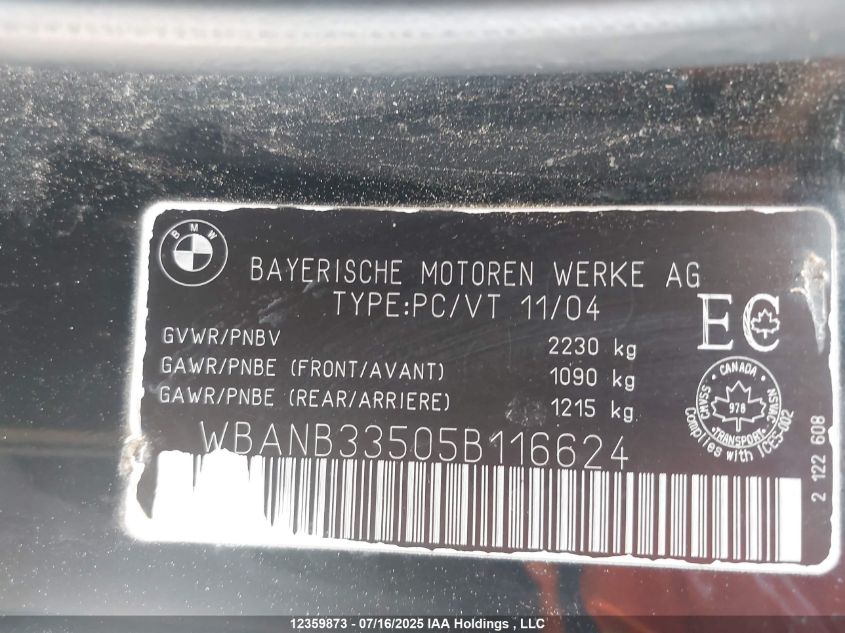 BMW
BAYERISCHE MOTOREN WERKE AG
TYPE:PC/VT 11/04
EC
GVWR/PNBV 2230 kg
GAWR/PNBE (FRONT/AVANT) 1090 kg
GAWR/PNBE (REAR/ARRIERE) 1215 kg
WBANB33505B116624
CANADA
978
TRANSPORT
Complies with ICES-002
2 122 608
12359873 - 07/16/2025 IAA Holdings , LLC